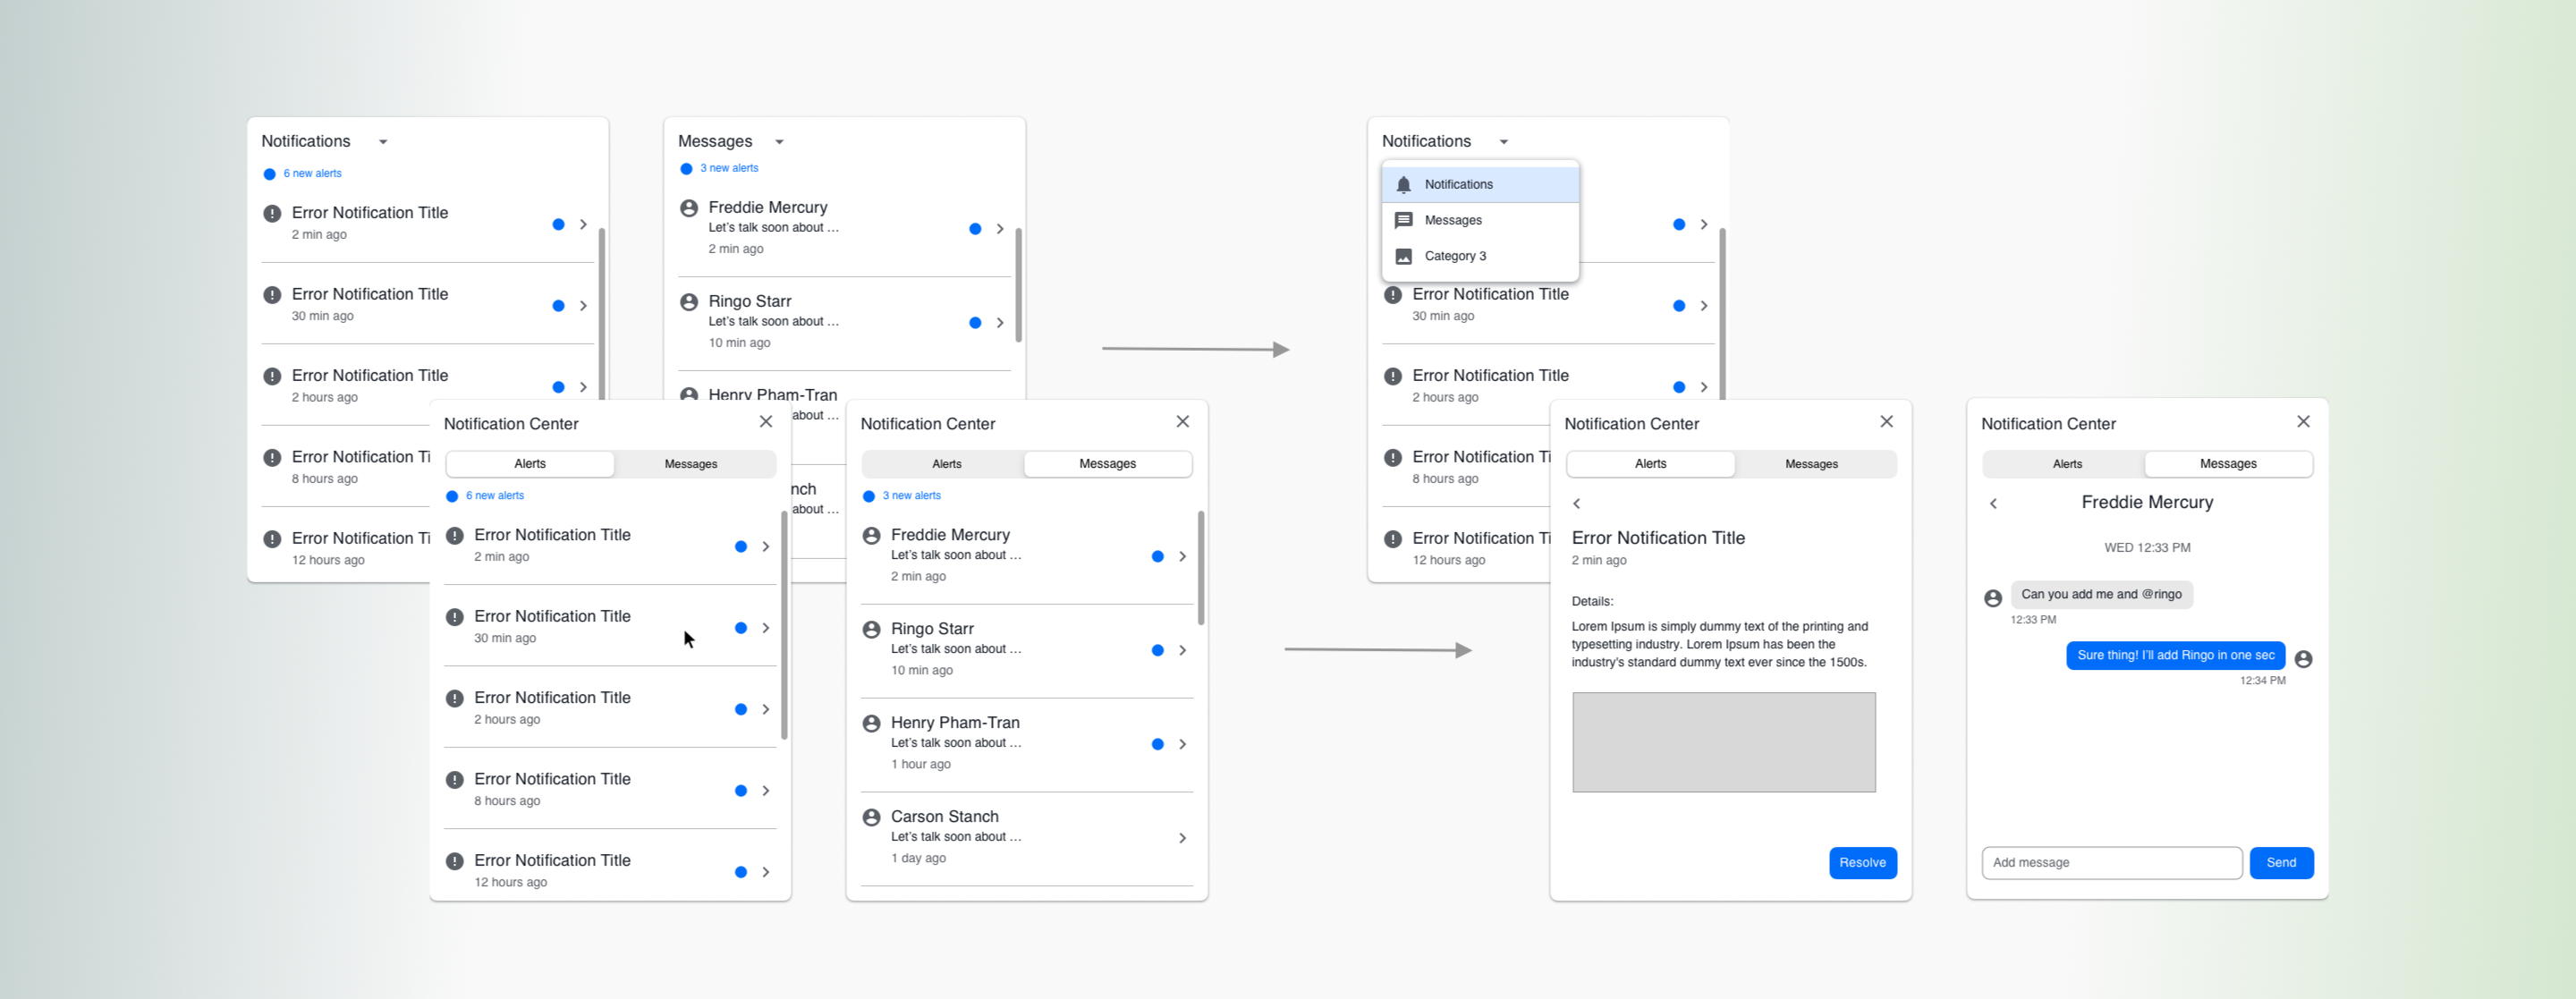 Notifications
6 new alerts
Error Notification Title
2 min ago
Error Notification Title
30 min ago
Error Notification Title
2 hours ago
Error Notification Ti
8 hours ago
Error Notification Ti
12 hours ago
Messages
3 new alerts
Freddie Mercury
Let's talk soon about ...
2 min ago
Ringo Starr
Let's talk soon about ...
10 min ago
Henry Pham-Tran
about ...
nch
about ...
Notification Center
Alerts Messages
6 new alerts
Error Notification Title
2 min ago
Error Notification Title
30 min ago
Error Notification Title
2 hours ago
Error Notification Title
8 hours ago
Error Notification Title
12 hours ago
Notification Center
Alerts Messages
3 new alerts
Freddie Mercury
Let's talk soon about ...
2 min ago
Ringo Starr
Let's talk soon about ...
10 min ago
Henry Pham-Tran
Let's talk soon about ...
1 hour ago
Carson Stanch
Let's talk soon about ...
1 day ago
Notifications
Notifications
Messages
Category 3
Error Notification Title
30 min ago
Error Notification Title
2 hours ago
Error Notification Ti
8 hours ago
Error Notification Ti
12 hours ago
Notification Center
Alerts Messages
Error Notification Title
2 min ago
Details:
Lorem Ipsum is simply dummy text of the printing and
typesetting industry. Lorem Ipsum has been the
industry's standard dummy text ever since the 1500s.
Resolve
Notification Center
Alerts Messages
Freddie Mercury
WED 12:33 PM
Can you add me and @ringo
12:33 PM
Sure thing! I'll add Ringo in one sec
12:34 PM
Add message Send